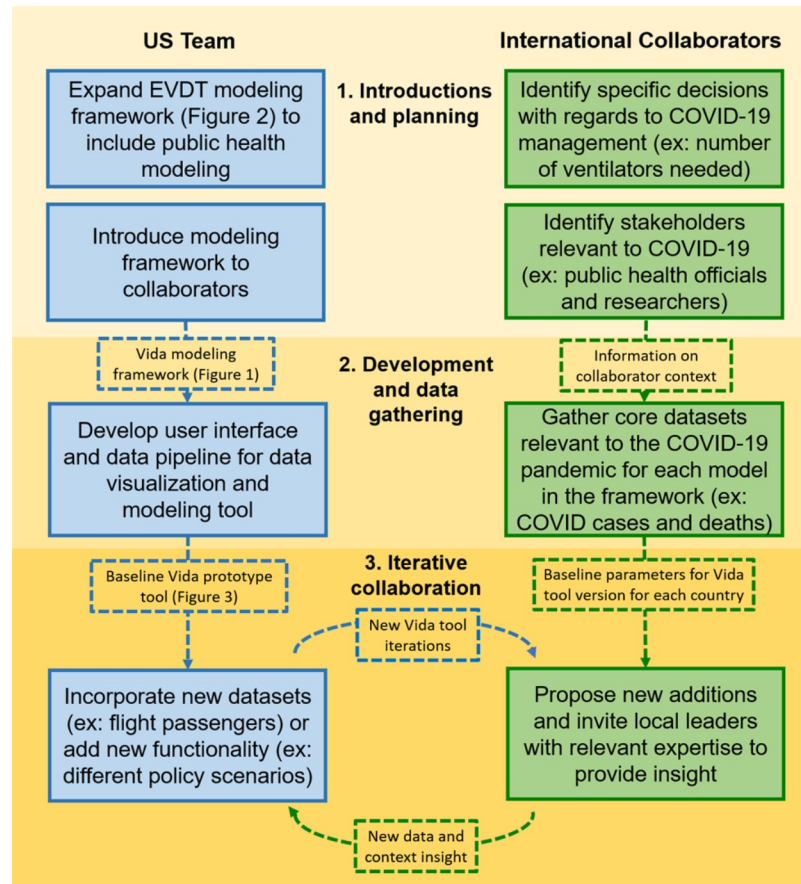 US Team
International Collaborators
Expand EVDT modeling
framework (Figure 2) to
include public health
modeling
1. Introductions
and planning
Identify specific decisions
with regards to COVID-19
management (ex: number
of ventilators needed)
Introduce modeling
framework to
collaborators
Identify stakeholders
relevant to COVID-19
(ex: public health officials
and researchers)
Vida modeling
framework (Figure 1)
2. Development
and data
gathering
Information on
collaborator context
Develop user interface
and data pipeline for data
visualization and
modeling tool
Gather core datasets
relevant to the COVID-19
pandemic for each model
in the framework (ex:
COVID cases and deaths)
Baseline Vida prototype
tool (Figure 3)
3. Iterative
collaboration
Baseline parameters for Vida
tool version for each country
New Vida tool
iterations
Incorporate new datasets
(ex: flight passengers) or
add new functionality (ex:
different policy scenarios)
Propose new additions
and invite local leaders
with relevant expertise to
provide insight
New data and
context insight